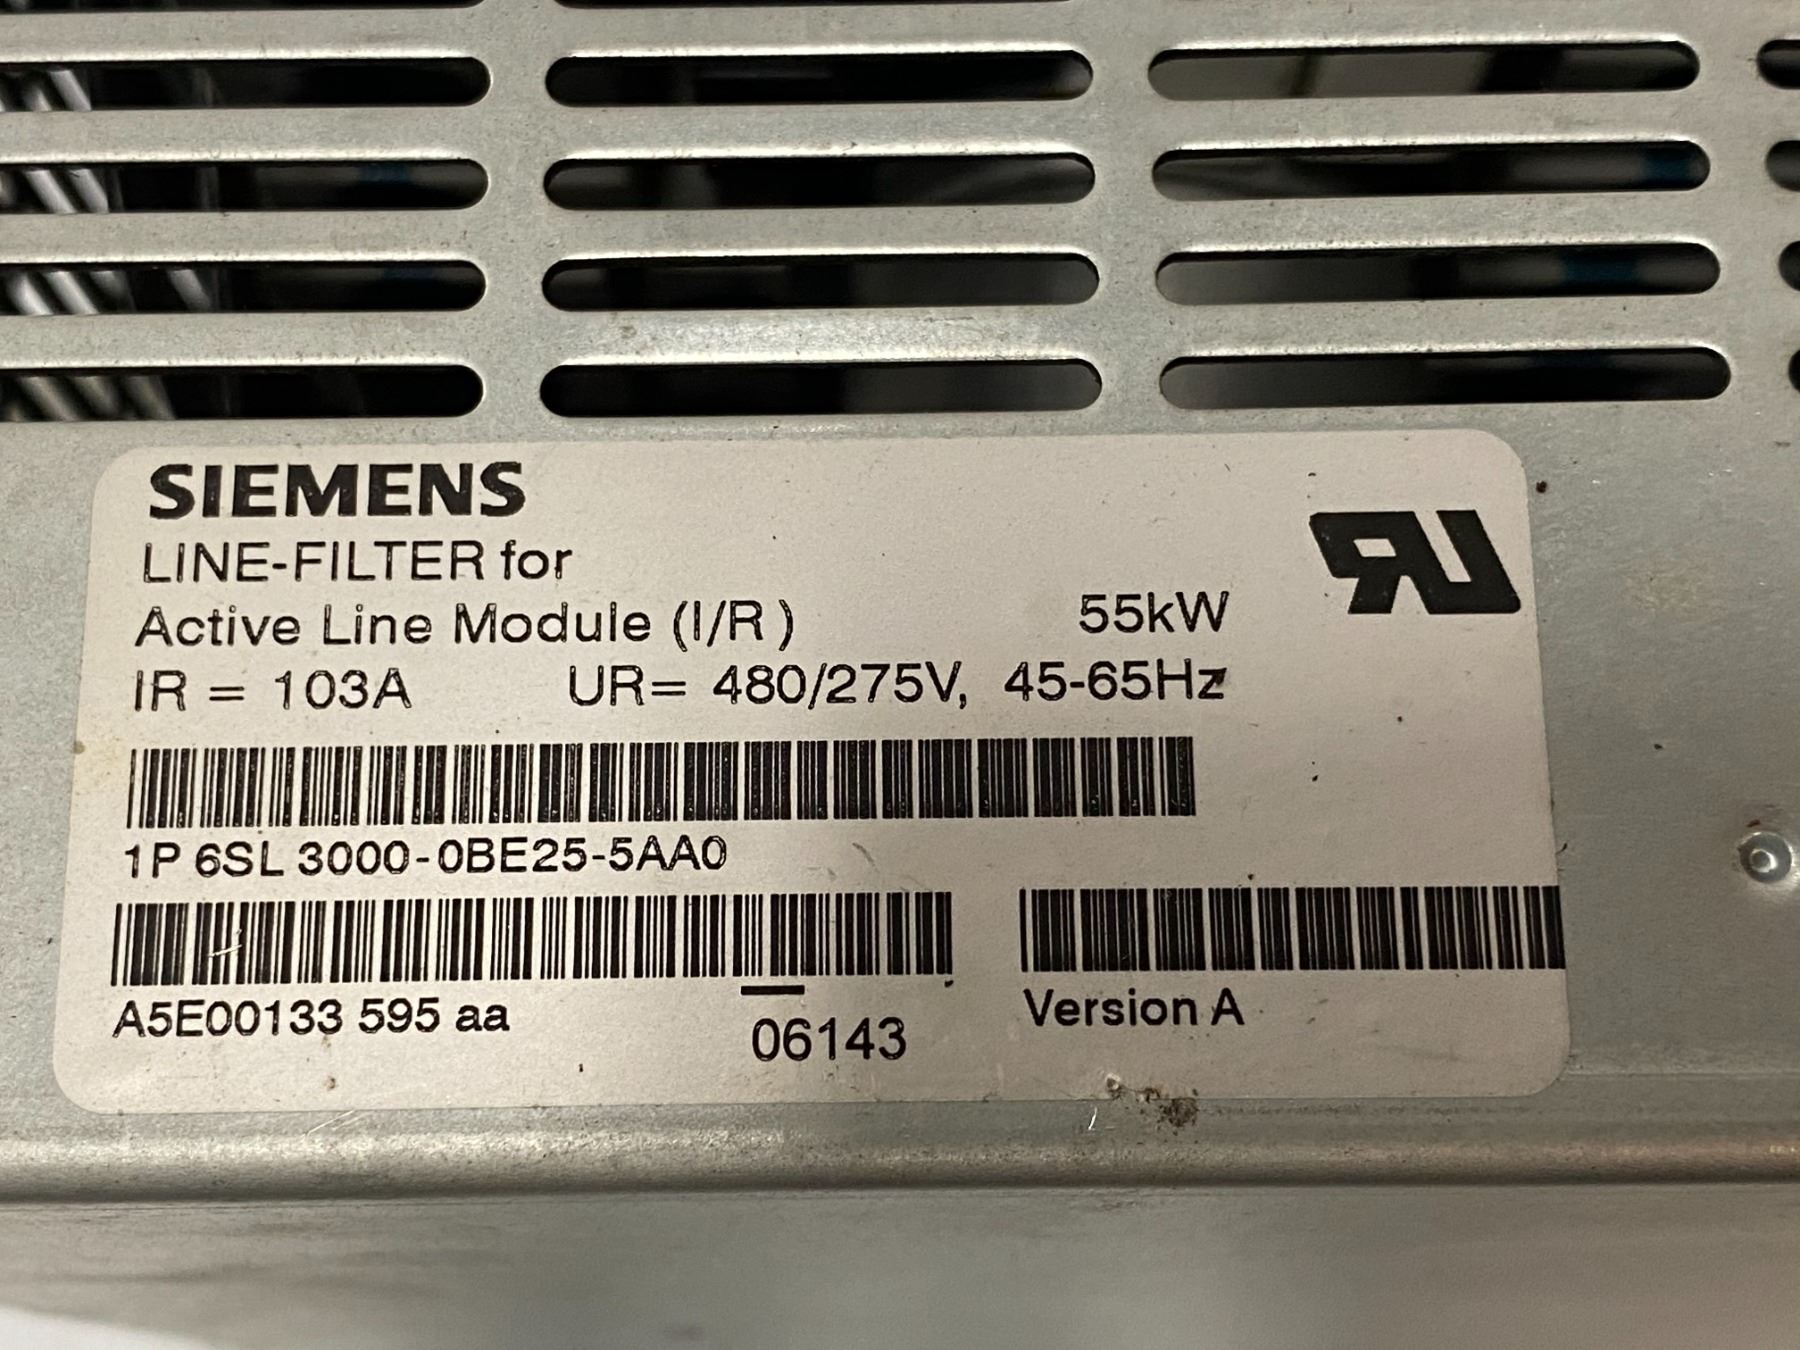 SIEMENS
LINE-FILTER for
Active Line Module (I/R) 55kW
IR = 103A UR= 480/275V, 45-65Hz
1P 6SL 3000-0BE25-5AA0
A5E00133 595 aa
06143
Version A